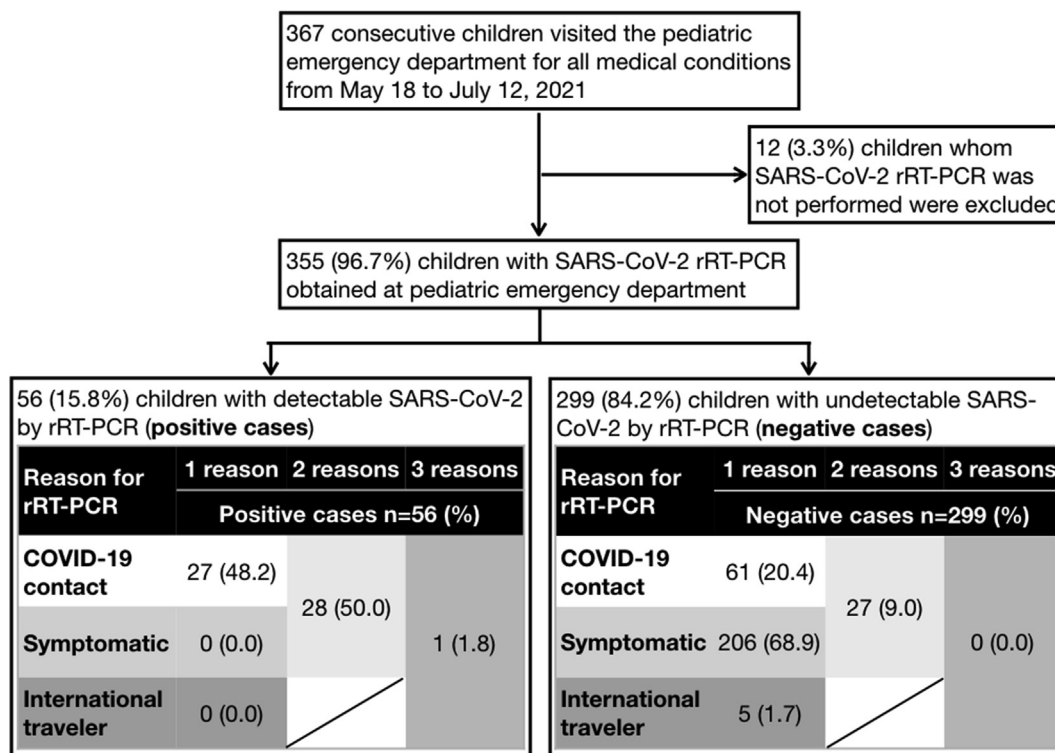 367 consecutive children visited the pediatric
emergency department for all medical conditions
from May 18 to July 12, 2021
12 (3.3%) children whom
SARS-CoV-2 rRT-PCR was
not performed were excluded
355 (96.7%) children with SARS-CoV-2 rRT-PCR
obtained at pediatric emergency department
56 (15.8%) children with detectable SARS-CoV-2
by rRT-PCR (positive cases)
Reason for
rRT-PCR
1 reason 2 reasons 3 reasons
Positive cases n=56 (%)
COVID-19
contact
27 (48.2)
28 (50.0)
Symptomatic
0 (0.0)
1 (1.8)
International
traveler
0 (0.0)
299 (84.2%) children with undetectable SARS-
CoV-2 by rRT-PCR (negative cases)
Reason for
rRT-PCR
1 reason 2 reasons 3 reasons
Negative cases n=299 (%)
COVID-19
contact
61 (20.4)
27 (9.0)
Symptomatic
206 (68.9)
0 (0.0)
International
traveler
5 (1.7)